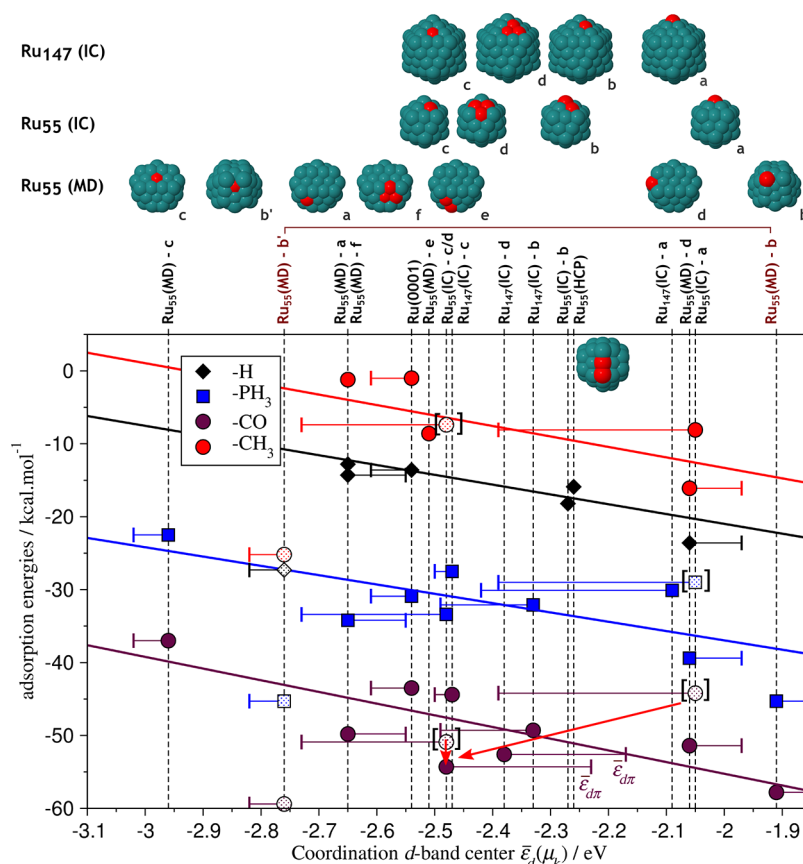 Ru147 (IC)
c
d
b
a
Ru55 (IC)
c
d
b
a
Ru55 (MD)
c
b'
a
f
e
d
b
Ru55(MD) - c
Ru55(MD) - b'
Ru55(MD) - a
Ru55(MD) - f
Ru(0001)
Ru55(MD) - e
Ru55(IC) - c/d
Ru147(IC) - c
Ru147(IC) - d
Ru147(IC) - b
Ru55(IC) - b
Ru55(HCP)
Ru147(IC) - a
Ru55(MD) - d
Ru55(IC) - a
Ru55(MD) - b
-H
-PH3
-CO
-CH3
0
-10
-20
-30
-40
-50
-60
adsorption energies / kcal.mol-1
[ ]
[ ]
[ ]
[ ]
ε̄dπ
ε̄dπ
-3.1 -3 -2.9 -2.8 -2.7 -2.6 -2.5 -2.4 -2.3 -2.2 -2.1 -2 -1.9
Coordination d-band center ε̄d(μk) / eV